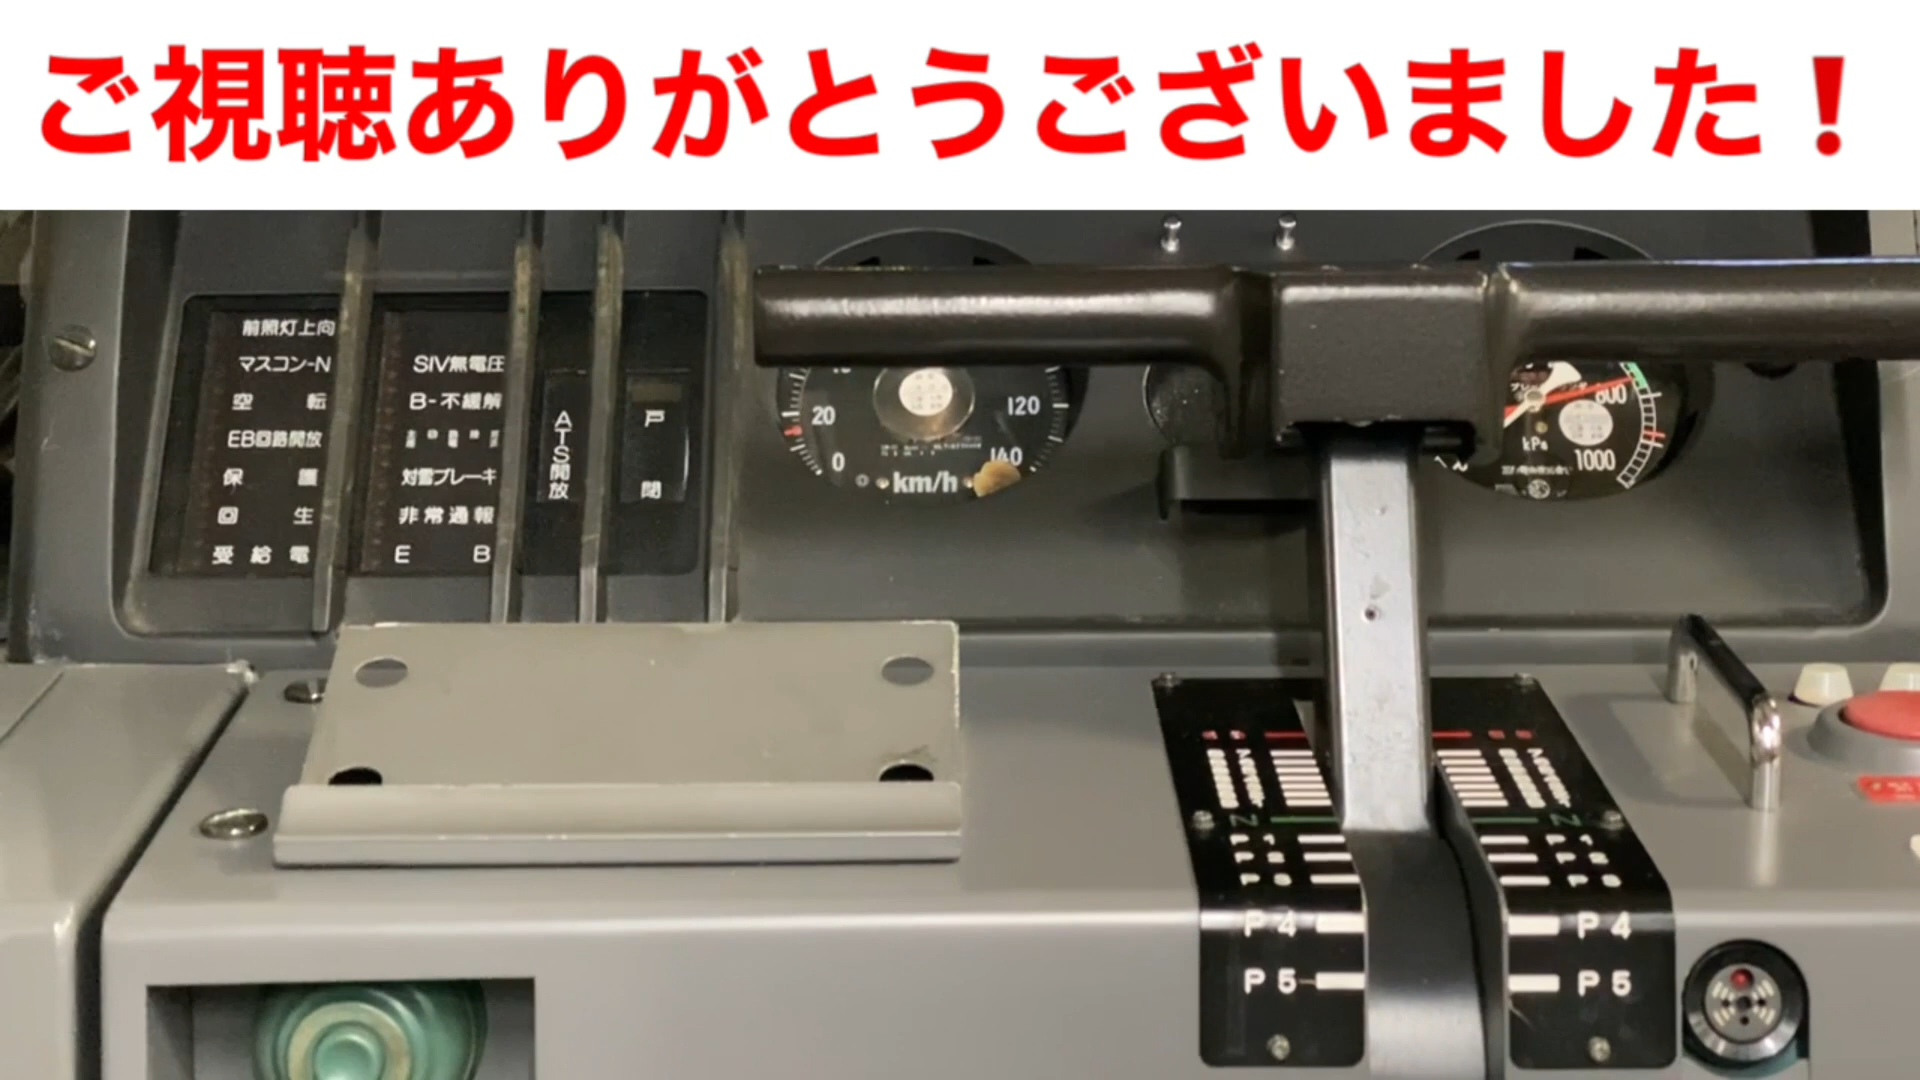 ご視聴ありがとうございました!
前照灯上向
マスコン-N
空転
EB回路開放
保護
回生
受給電
SIV無電圧
B-不緩解
対雪ブレーキ
非常通報
EB
ATS開放
戸閉
20
0
120
140
km/h
800
1000
kPa
P4
P5
P4
P5